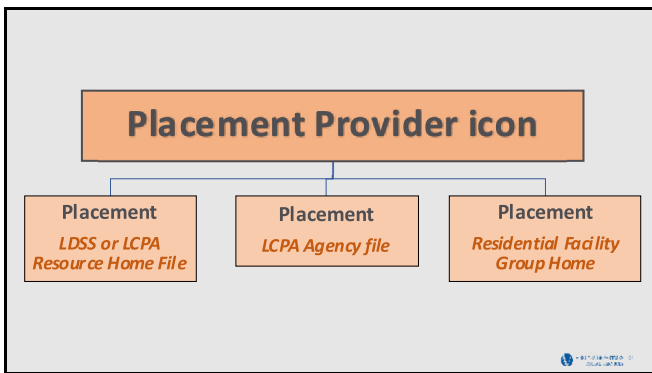 Placement Provider icon
Placement
LDSS or LCPA
Resource Home File
Placement
LCPA Agency file
Placement
Residential Facility
Group Home